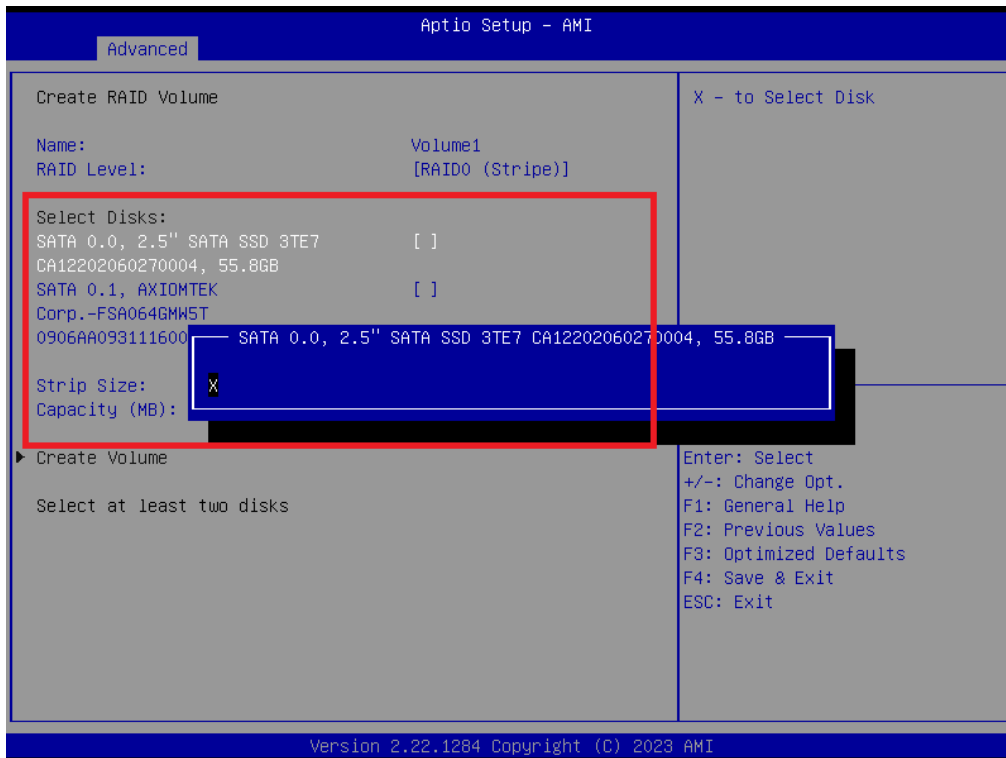 Aptio Setup - AMI
Advanced
Create RAID Volume
X - to Select Disk
Name: Volume1
RAID Level: [RAID0 (Stripe)]
Select Disks:
SATA 0.0, 2.5" SATA SSD 3TE7 [ ]
CA12202060270004, 55.8GB
SATA 0.1, AXIOMTEK [ ]
Corp.-FSA064GMW5T
0906AA093111600
SATA 0.0, 2.5" SATA SSD 3TE7 CA12202060270004, 55.8GB
X
Strip Size:
Capacity (MB):
Create Volume
Select at least two disks
Enter: Select
+/-: Change Opt.
F1: General Help
F2: Previous Values
F3: Optimized Defaults
F4: Save & Exit
ESC: Exit
Version 2.22.1284 Copyright (C) 2023 AMI